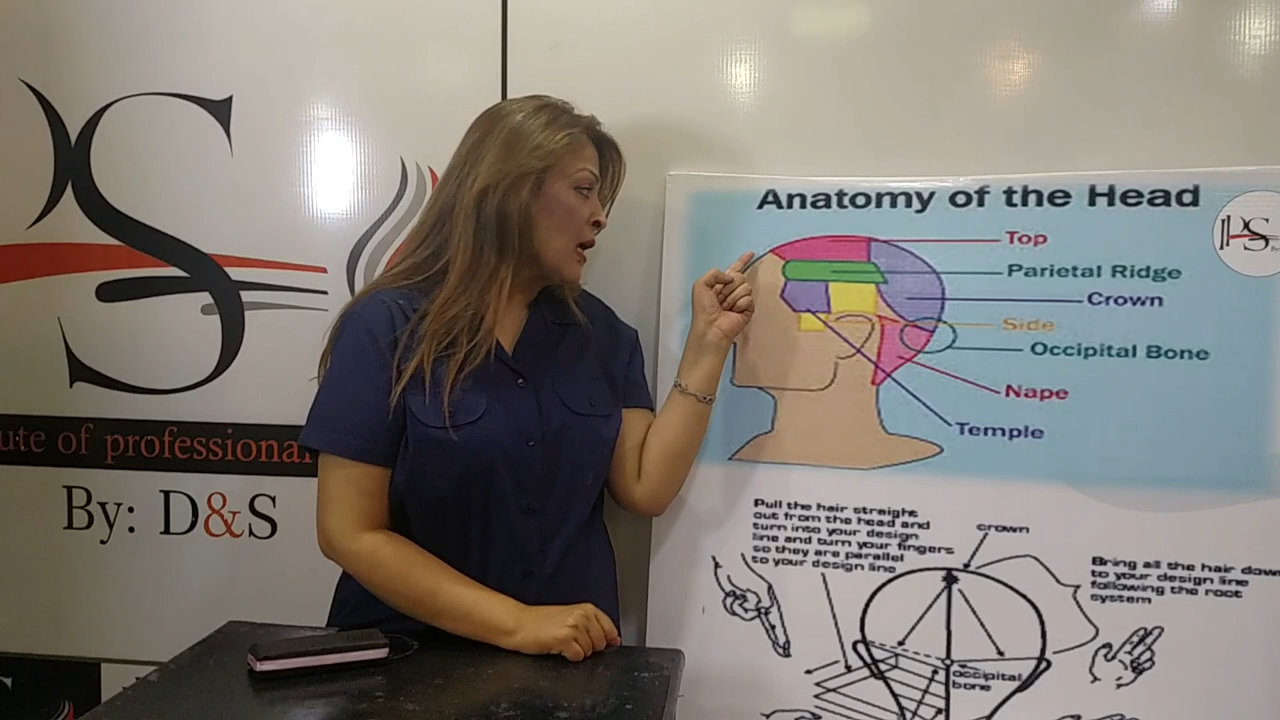 S
ute of professional
By: D&S
Anatomy of the Head
Top
Parietal Ridge
Crown
Side
Occipital Bone
Nape
Temple
Pull the hair straight
out from the head and
turn into your design
line and turn your fingers
so they are parallel
to your design line
crown
Bring all the hair down
to your design line
following the root
system
occipital
bone